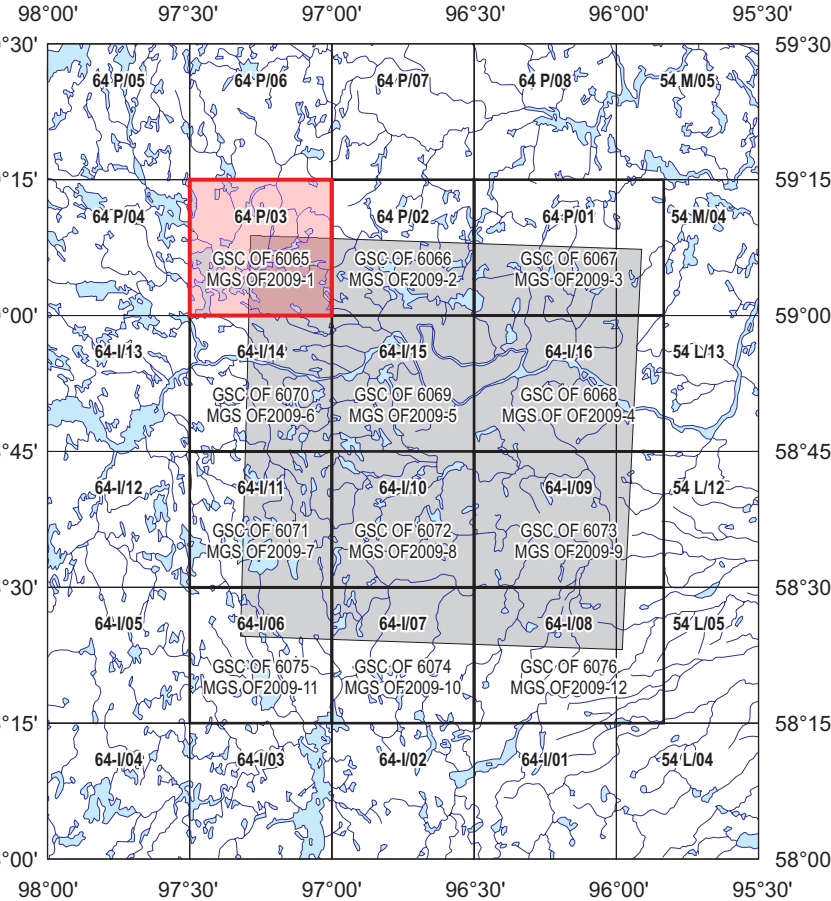 98°00' 97°30' 97°00' 96°30' 96°00' 95°30'
9°30' 59°30'
64 P/05 64 P/06 64 P/07 64 P/08 54 M/05
9°15' 59°15'
64 P/04 64 P/03 64 P/02 64 P/01 54 M/04
GSC OF 6065 GSC OF 6066 GSC OF 6067
MGS OF2009-1 MGS OF2009-2 MGS OF2009-3
9°00' 59°00'
64-I/13 64-I/14 64-I/15 64-I/16 54 L/13
GSC OF 6070 GSC OF 6069 GSC OF 6068
MGS OF2009-6 MGS OF2009-5 MGS OF OF2009-4
8°45' 58°45'
64-I/12 64-I/11 64-I/10 64-I/09 54 L/12
GSC OF 6071 GSC OF 6072 GSC OF 6073
MGS OF2009-7 MGS OF2009-8 MGS OF2009-9
8°30' 58°30'
64-I/05 64-I/06 64-I/07 64-I/08 54 L/05
GSC OF 6075 GSC OF 6074 GSC OF 6076
MGS OF2009-11 MGS OF2009-10 MGS OF2009-12
8°15' 58°15'
64-I/04 64-I/03 64-I/02 64-I/01 54 L/04
8°00' 58°00'
98°00' 97°30' 97°00' 96°30' 96°00' 95°30'